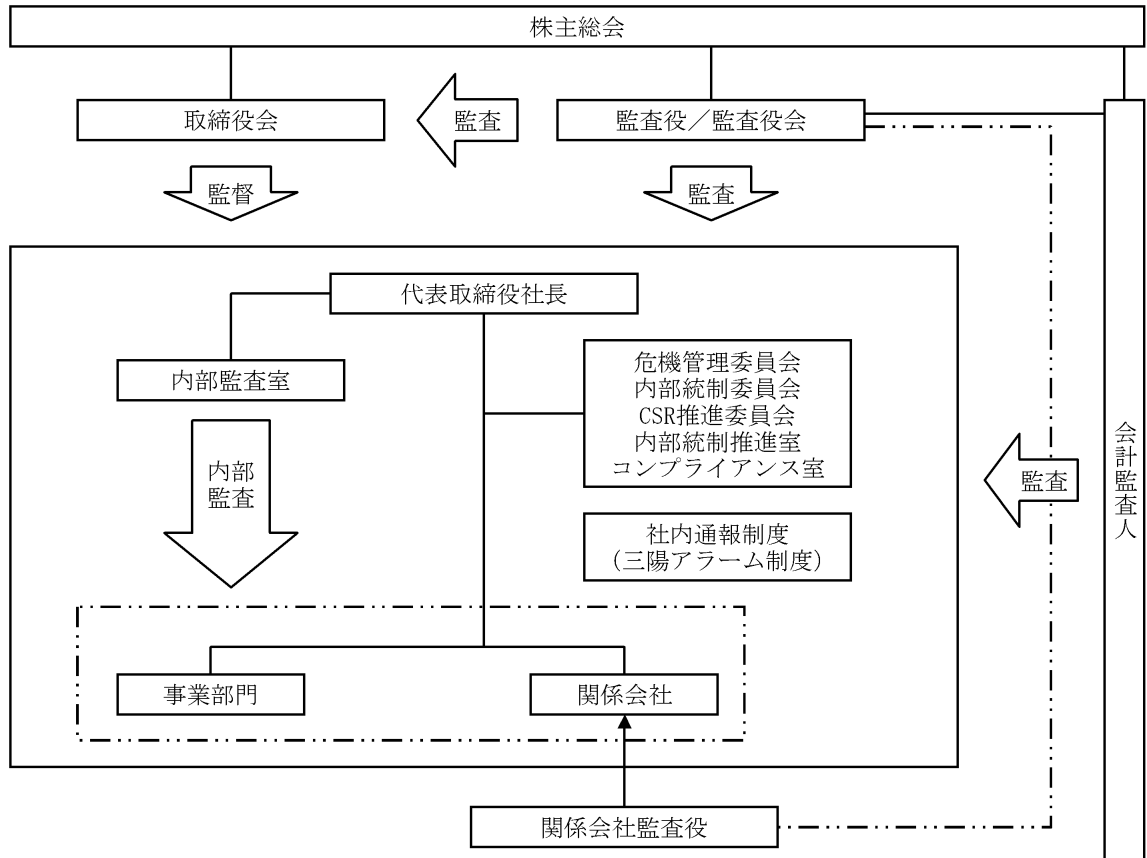 株主総会
取締役会
監査
監査役／監査役会
監督
監査
代表取締役社長
内部監査室
危機管理委員会
内部統制委員会
CSR推進委員会
内部統制推進室
コンプライアンス室
内部
監査
監査
会計監査人
社内通報制度
(三陽アラーム制度)
事業部門
関係会社
関係会社監査役